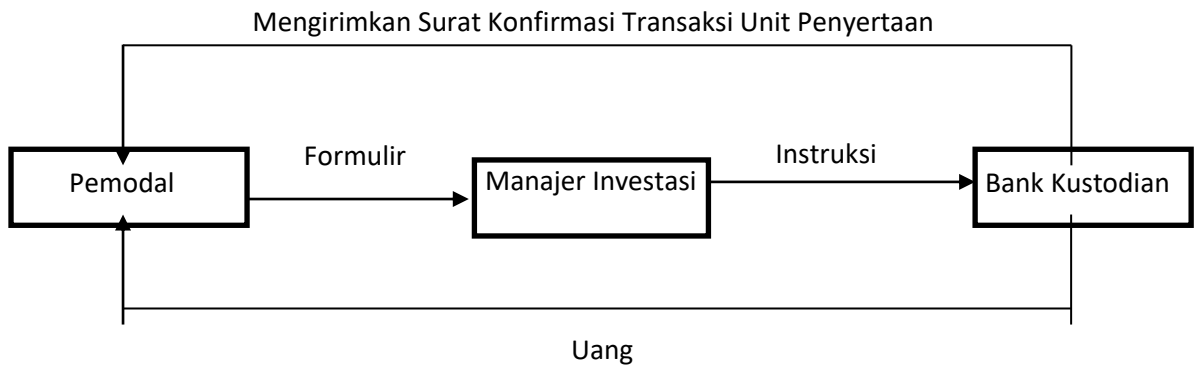 Mengirimkan Surat Konfirmasi Transaksi Unit Penyertaan
Formulir
Instruksi
Pemodal
Manajer Investasi
Bank Kustodian
Uang